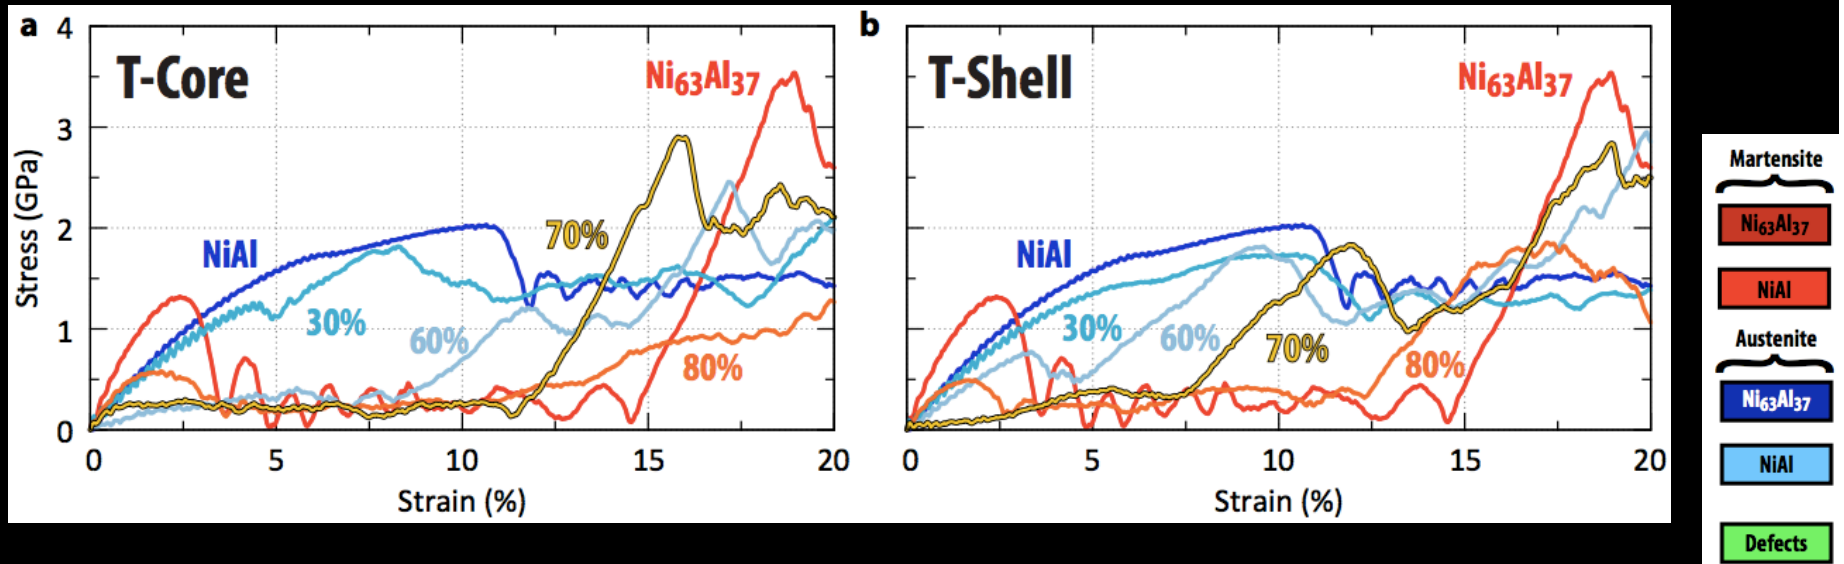 a
T-Core
Stress (GPa)
4
3
2
1
0
0 5 10 15 20
Strain (%)
NiAl
30%
60%
70%
80%
Ni₆₃Al₃₇
b
T-Shell
0 5 10 15 20
Strain (%)
NiAl
30%
60%
70%
80%
Ni₆₃Al₃₇
Martensite
Ni₆₃Al₃₇
NiAl
Austenite
Ni₆₃Al₃₇
NiAl
Defects